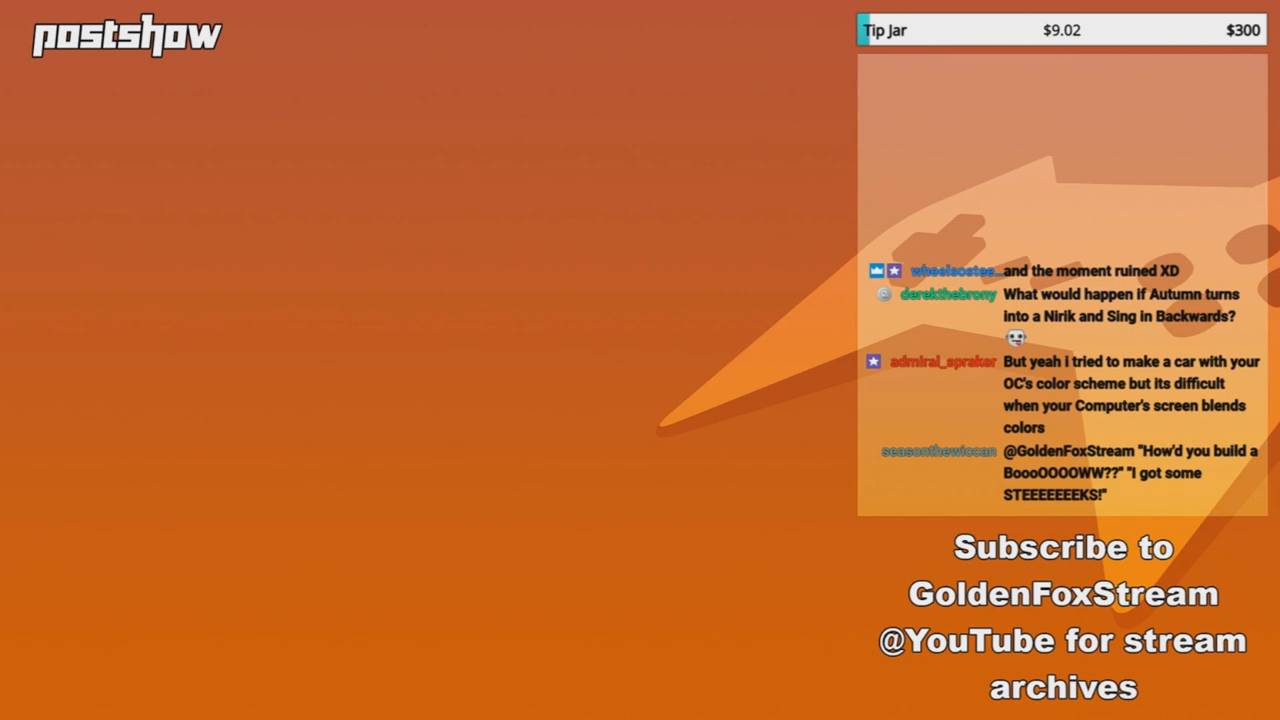 postshow
Tip Jar $9.02 $300
wheelsostee... and the moment ruined XD
derekthebrony What would happen if Autumn turns
into a Nirik and Sing in Backwards?
admiral_spraker But yeah i tried to make a car with your
OC's color scheme but its difficult
when your Computer's screen blends
colors
seasonthewiccan @GoldenFoxStream "How'd you build a
BoooOOOOWW??" "I got some
STEEEEEEKS!"
Subscribe to
GoldenFoxStream
@YouTube for stream
archives